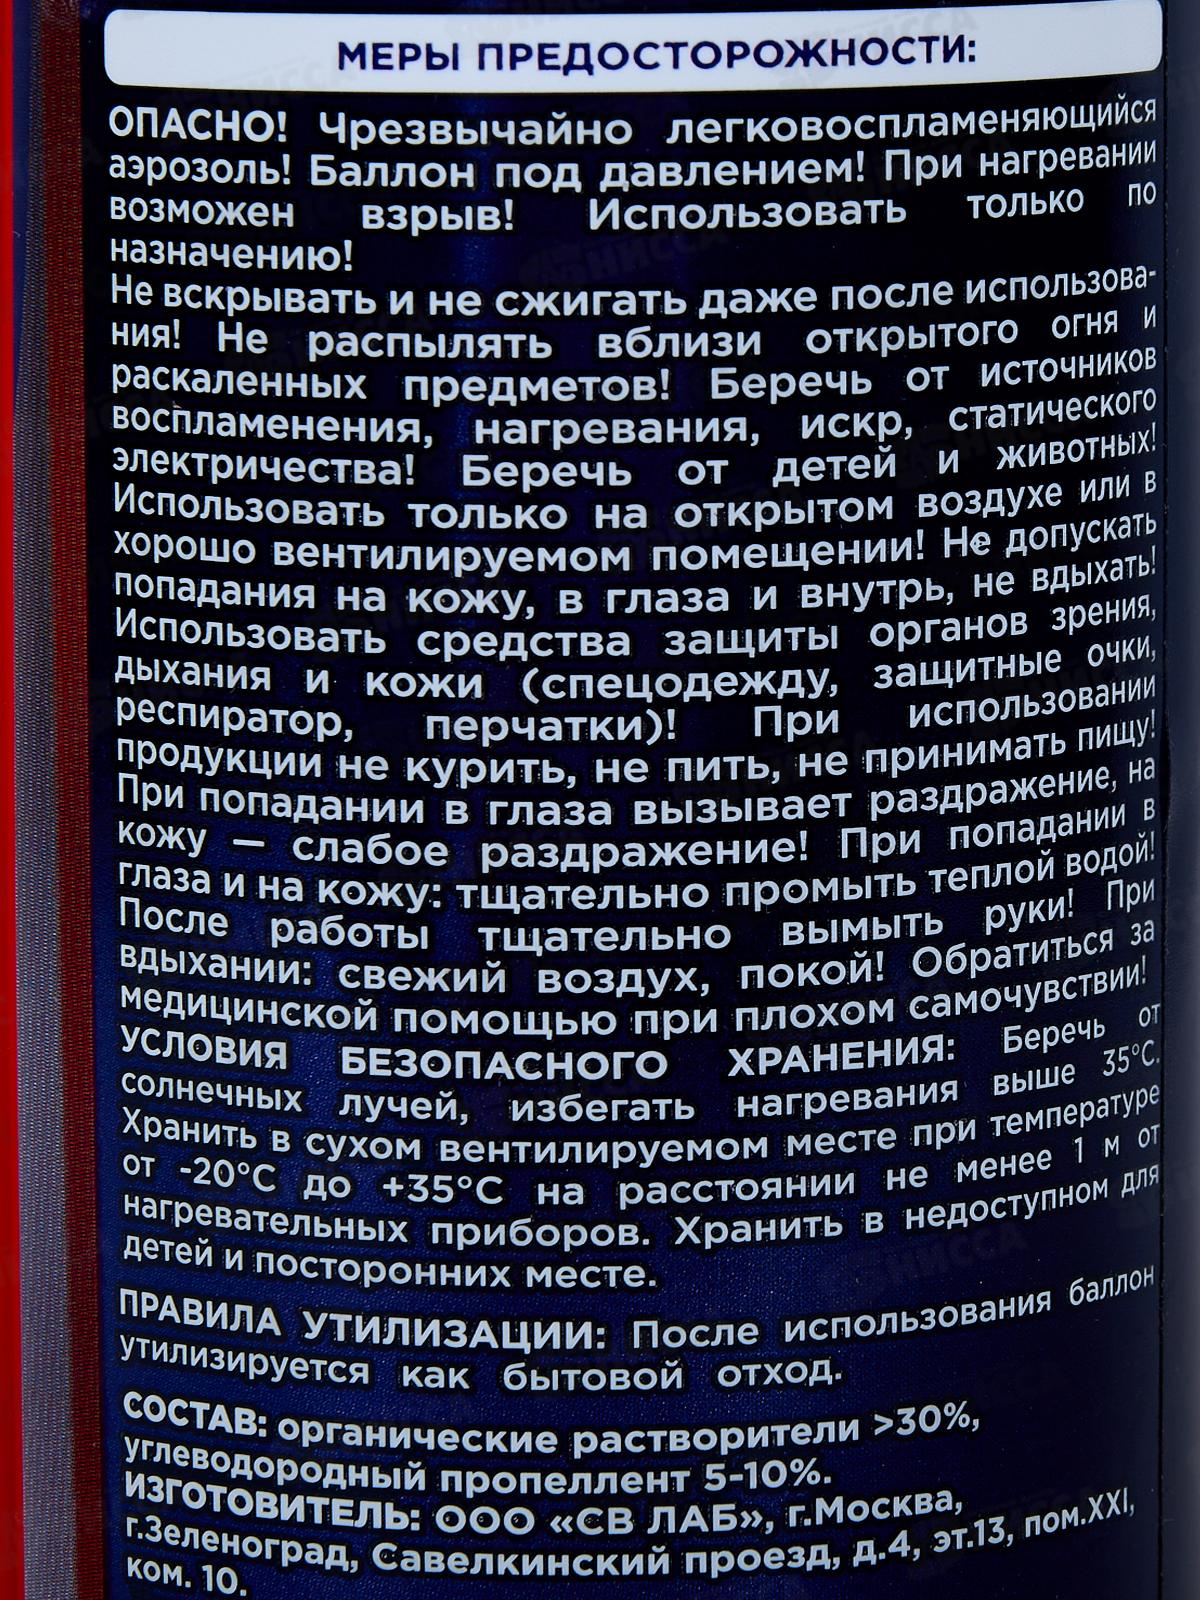 МЕРЫ ПРЕДОСТОРОЖНОСТИ:
ОПАСНО! Чрезвычайно легковоспламеняющийся
аэрозоль! Баллон под давлением! При нагревании
возможен взрыв! Использовать только по
назначению!
Не вскрывать и не сжигать даже после использова-
ния! Не распылять вблизи открытого огня и
раскаленных предметов! Беречь от источников
воспламенения, нагревания, искр, статического
электричества! Беречь от детей и животных!
Использовать только на открытом воздухе или в
хорошо вентилируемом помещении! Не допускать
попадания на кожу, в глаза и внутрь, не вдыхать!
Использовать средства защиты органов зрения,
дыхания и кожи (спецодежду, защитные очки,
респиратор, перчатки)! При использовании
продукции не курить, не пить, не принимать пищу!
При попадании в глаза вызывает раздражение, на
кожу — слабое раздражение! При попадании в
глаза и на кожу: тщательно промыть теплой водой!
После работы тщательно вымыть руки! При
вдыхании: свежий воздух, покой! Обратиться за
медицинской помощью при плохом самочувствии!
УСЛОВИЯ БЕЗОПАСНОГО ХРАНЕНИЯ: Беречь от
солнечных лучей, избегать нагревания выше 35°С.
Хранить в сухом вентилируемом месте при температуре
от -20°С до +35°С на расстоянии не менее 1 м от
нагревательных приборов. Хранить в недоступном для
детей и посторонних месте.
ПРАВИЛА УТИЛИЗАЦИИ: После использования баллон
утилизируется как бытовой отход.
СОСТАВ: органические растворители >30%,
углеводородный пропеллент 5-10%.
ИЗГОТОВИТЕЛЬ: ООО «СВ ЛАБ», г.Москва,
г.Зеленоград, Савелкинский проезд, д.4, эт.13, пом.XXI,
ком. 10.